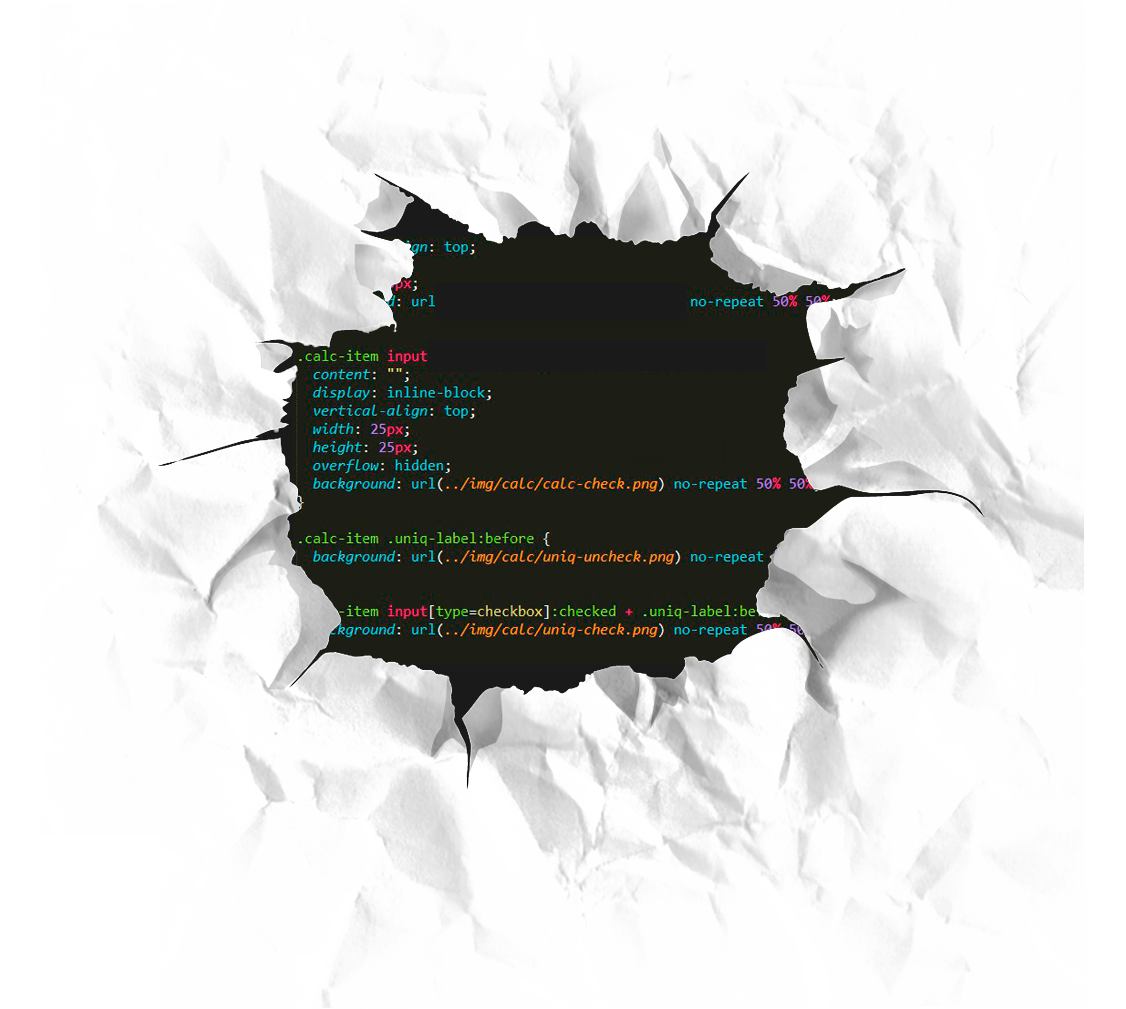 gn: top;
px;
: url no-repeat 50% 50%
.calc-item input
content: "";
display: inline-block;
vertical-align: top;
width: 25px;
height: 25px;
overflow: hidden;
background: url(../img/calc/calc-check.png) no-repeat 50% 50%
}
.calc-item .uniq-label:before {
background: url(../img/calc/uniq-uncheck.png) no-repeat
-item input[type=checkbox]:checked + .uniq-label:be
ckground: url(../img/calc/uniq-check.png) no-repeat 50% 50